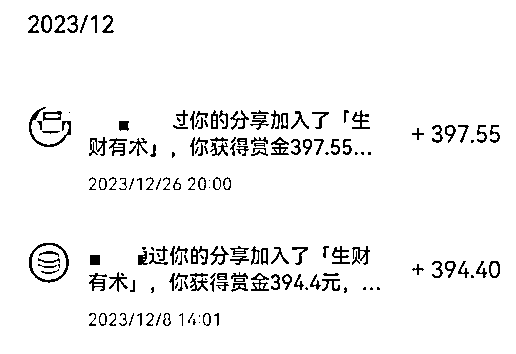 2023/12
过你的分享加入了「生
财有术」，你获得赏金397.55...
+ 397.55
2023/12/26 20:00
通过你的分享加入了「生财
有术」，你获得赏金394.4元，...
+ 394.40
2023/12/8 14:01